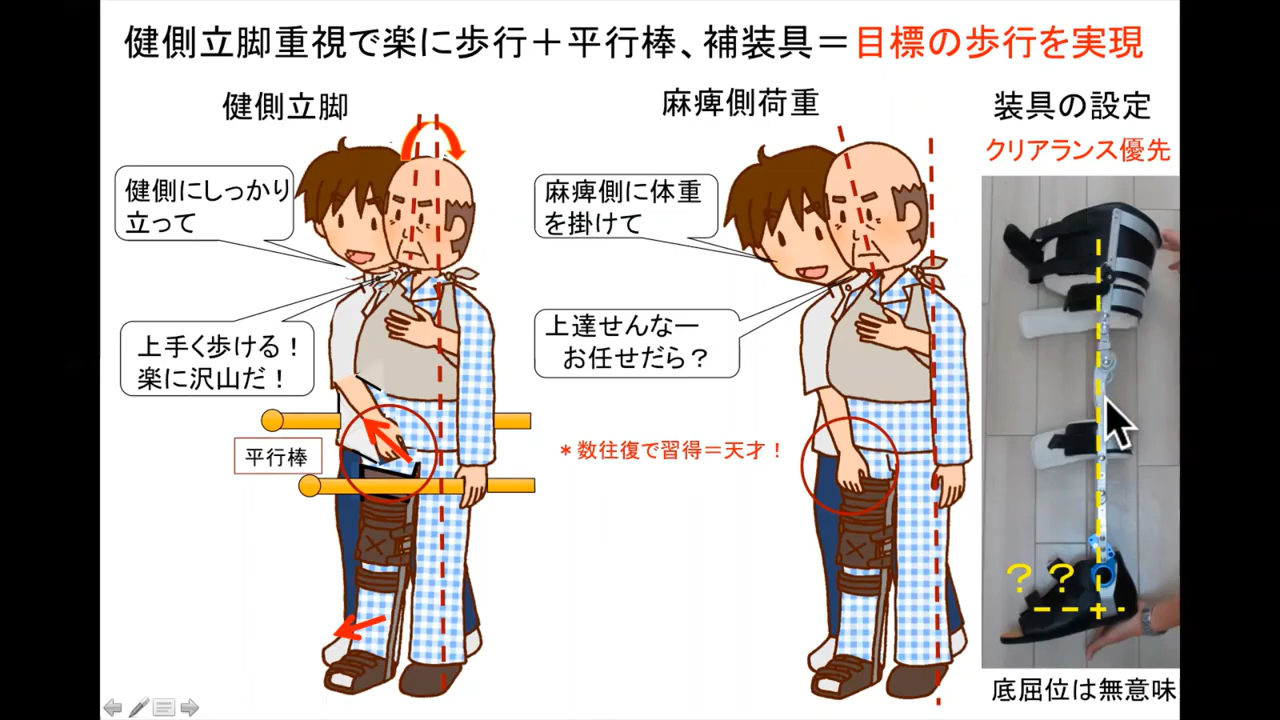 健側立脚重視で楽に歩行＋平行棒、補装具＝目標の歩行を実現
健側立脚
健側にしっかり
立って
上手く歩ける！
楽に沢山だ！
平行棒
麻痺側荷重
麻痺側に体重
を掛けて
上達せんなー
お任せだら？
＊数往復で習得＝天才！
装具の設定
クリアランス優先
？？
底屈位は無意味